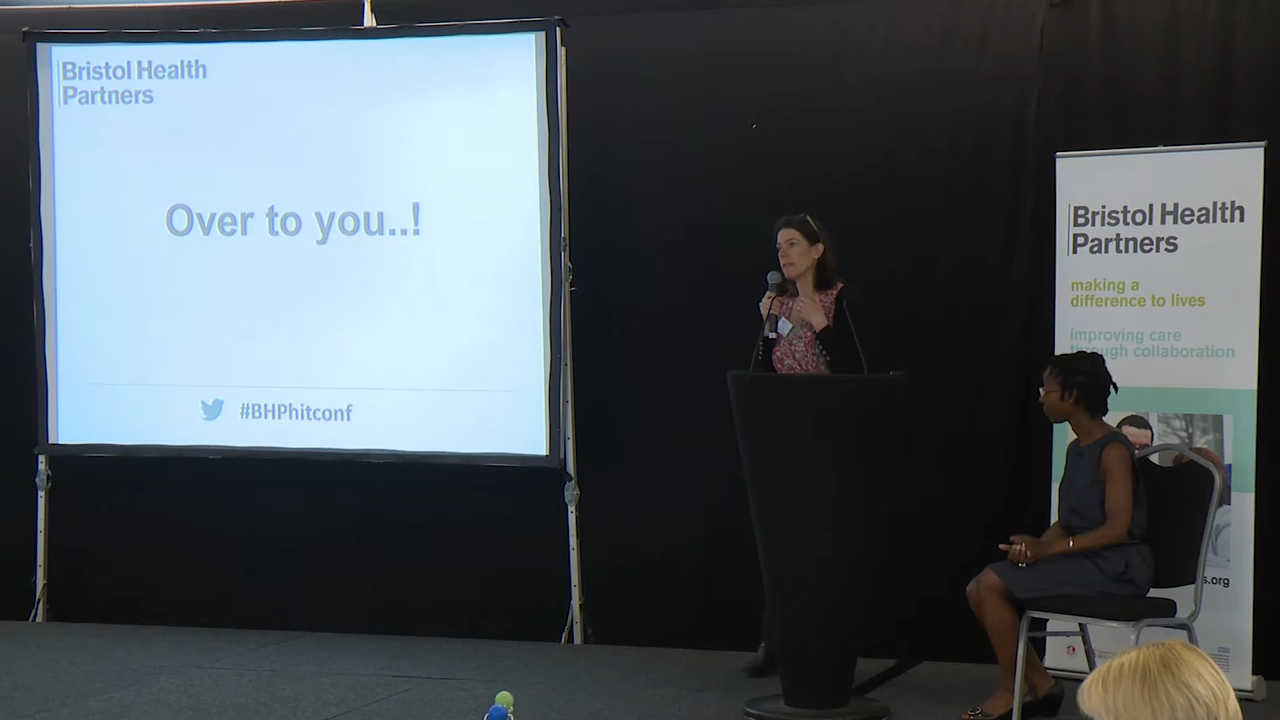 Bristol Health
Partners
Over to you..!
#BHPhitconf
Bristol Health
Partners
making a
difference to lives
improving care
through collaboration
s.org